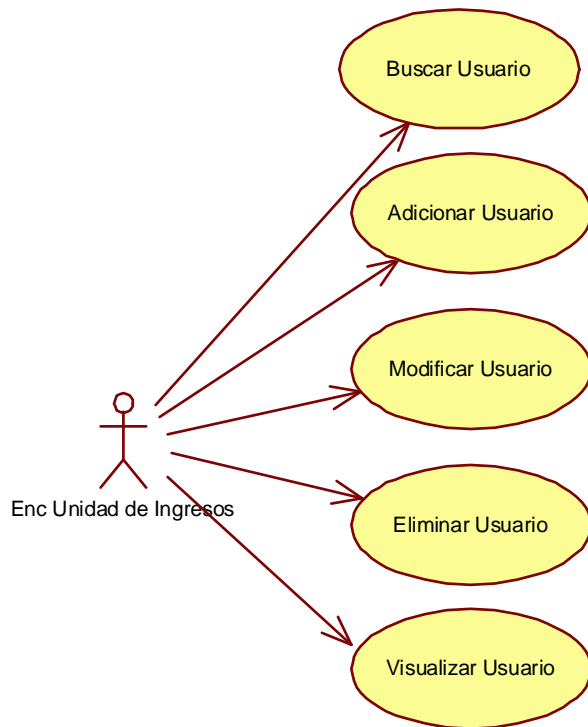 Buscar Usuario
Adicionar Usuario
Modificar Usuario
Enc Unidad de Ingresos
Eliminar Usuario
Visualizar Usuario